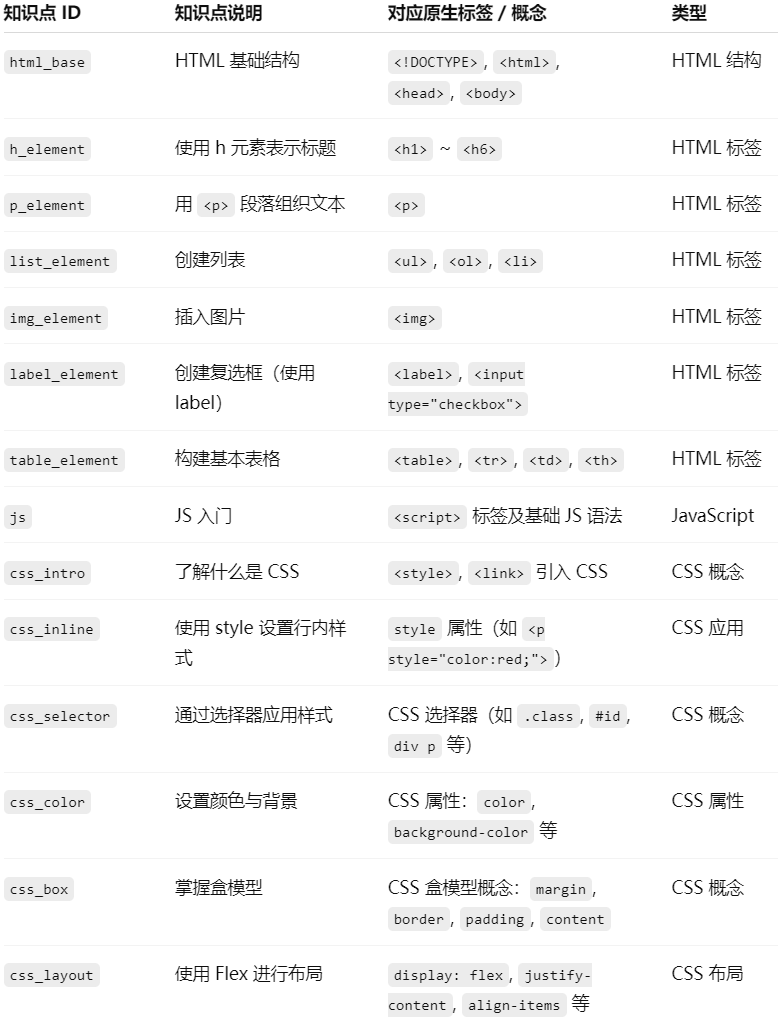 知识点 ID 知识点说明 对应原生标签 / 概念 类型
html_base HTML 基础结构 <!DOCTYPE>, <html>, HTML 结构
<head>, <body>
h_element 使用 h 元素表示标题 <h1> ~ <h6> HTML 标签
p_element 用 <p> 段落组织文本 <p> HTML 标签
list_element 创建列表 <ul>, <ol>, <li> HTML 标签
img_element 插入图片 <img> HTML 标签
label_element 创建复选框（使用 <label>, <input HTML 标签
label） type="checkbox">
table_element 构建基本表格 <table>, <tr>, <td>, <th> HTML 标签
js JS 入门 <script> 标签及基础 JS 语法 JavaScript
css_intro 了解什么是 CSS <style>, <link> 引入 CSS CSS 概念
css_inline 使用 style 设置行内样 style 属性（如 <p CSS 应用
式 style="color:red;">）
css_selector 通过选择器应用样式 CSS 选择器（如 .class, #id, CSS 概念
div p 等）
css_color 设置颜色与背景 CSS 属性：color, CSS 属性
background-color 等
css_box 掌握盒模型 CSS 盒模型概念：margin, CSS 概念
border, padding, content
css_layout 使用 Flex 进行布局 display: flex, justify- CSS 布局
content, align-items 等